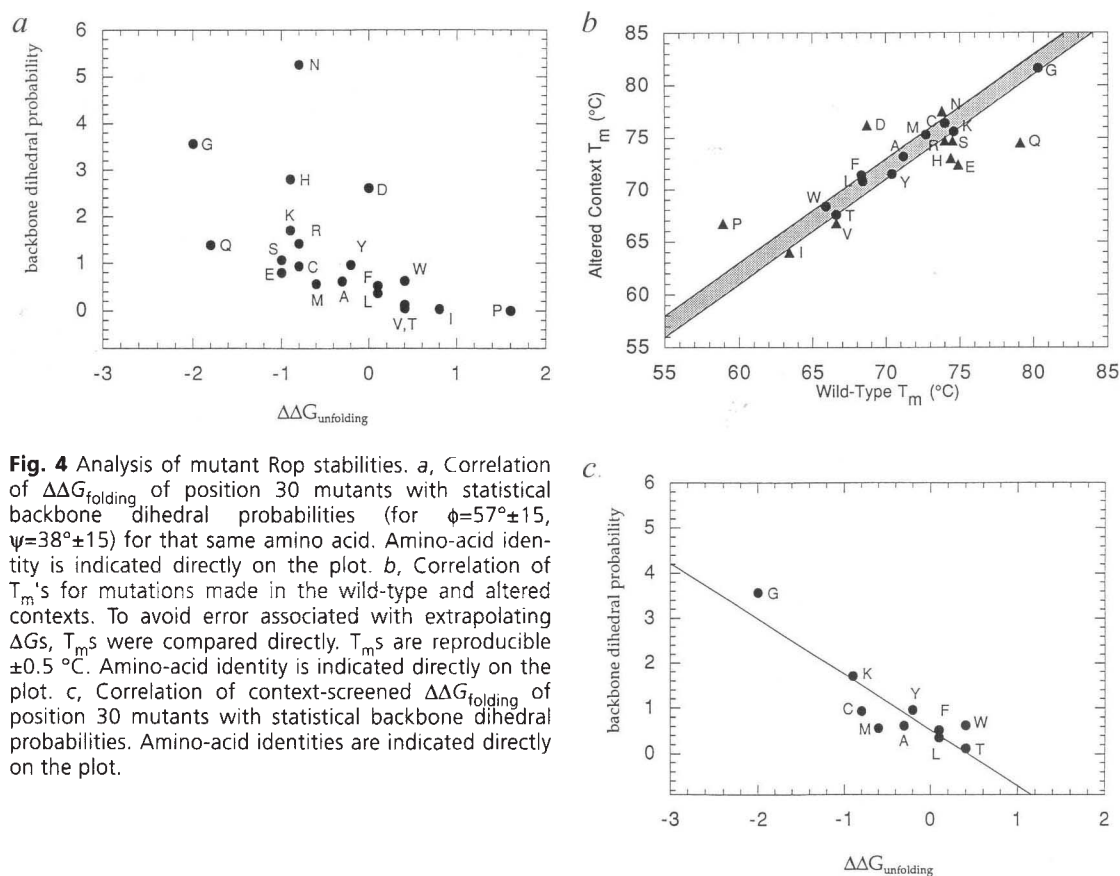 a
backbone dihedral probability
6
5
4
3
2
1
0
N
G
H
D
K
R
Q
S
Y
E
C
F
W
M
A
L
V,T
I
P
-3
-2
-1
0
1
2
ΔΔG_unfolding
b
Altered Context T_m (°C)
85
80
75
70
65
60
55
N
G
D
C
M
K
R
S
Q
A
H
E
F
L
Y
W
T
P
V
I
55
60
65
70
75
80
85
Wild-Type T_m (°C)
Fig. 4 Analysis of mutant Rop stabilities. a, Correlation
of ΔΔG_folding of position 30 mutants with statistical
backbone dihedral probabilities (for ϕ=57°±15,
ψ=38°±15) for that same amino acid. Amino-acid iden-
tity is indicated directly on the plot. b, Correlation of
T_m's for mutations made in the wild-type and altered
contexts. To avoid error associated with extrapolating
ΔGs, T_ms were compared directly. T_ms are reproducible
±0.5 °C. Amino-acid identity is indicated directly on the
plot. c, Correlation of context-screened ΔΔG_folding of
position 30 mutants with statistical backbone dihedral
probabilities. Amino-acid identities are indicated directly
on the plot.
c.
backbone dihedral probability
6
5
4
3
2
1
0
G
K
C
Y
F
W
M
A
L
T
-3
-2
-1
0
1
2
ΔΔG_unfolding